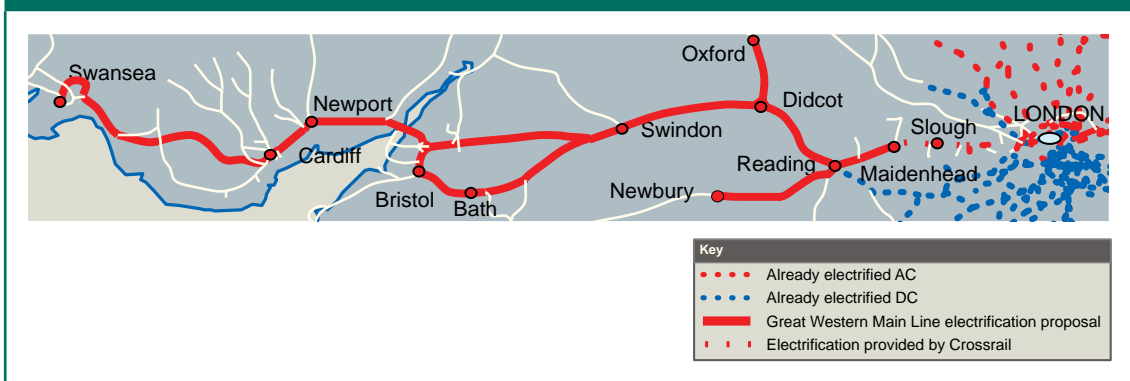 Swansea
Newport
Cardiff
Bristol
Bath
Swindon
Oxford
Didcot
Reading
Newbury
Maidenhead
Slough
LONDON
Key
Already electrified AC
Already electrified DC
Great Western Main Line electrification proposal
Electrification provided by Crossrail